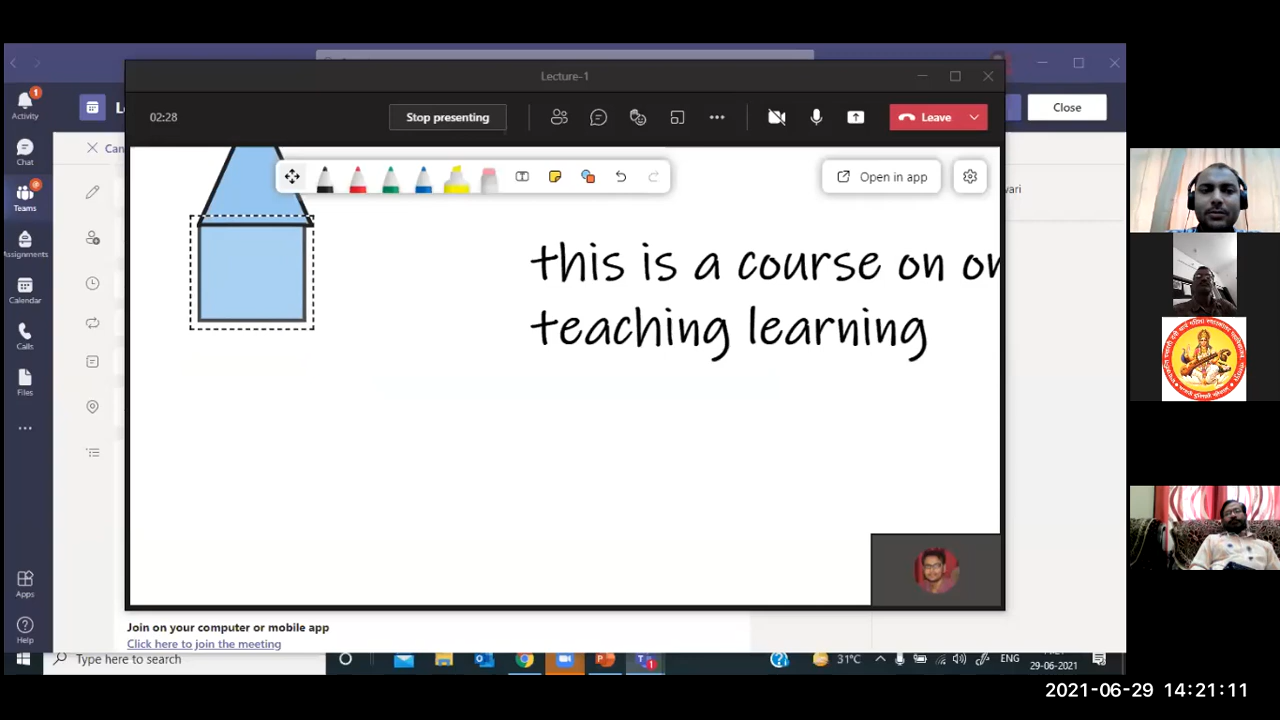 Lecture-1
02:28
Stop presenting
Leave
Close
Activity
Chat
Teams
Assignments
Calendar
Calls
Files
Apps
Help
Open in app
this is a course on
teaching learning
Join on your computer or mobile app
Click here to join the meeting
Type here to search
31°C
ENG
29-06-2021
2021-06-29 14:21:11